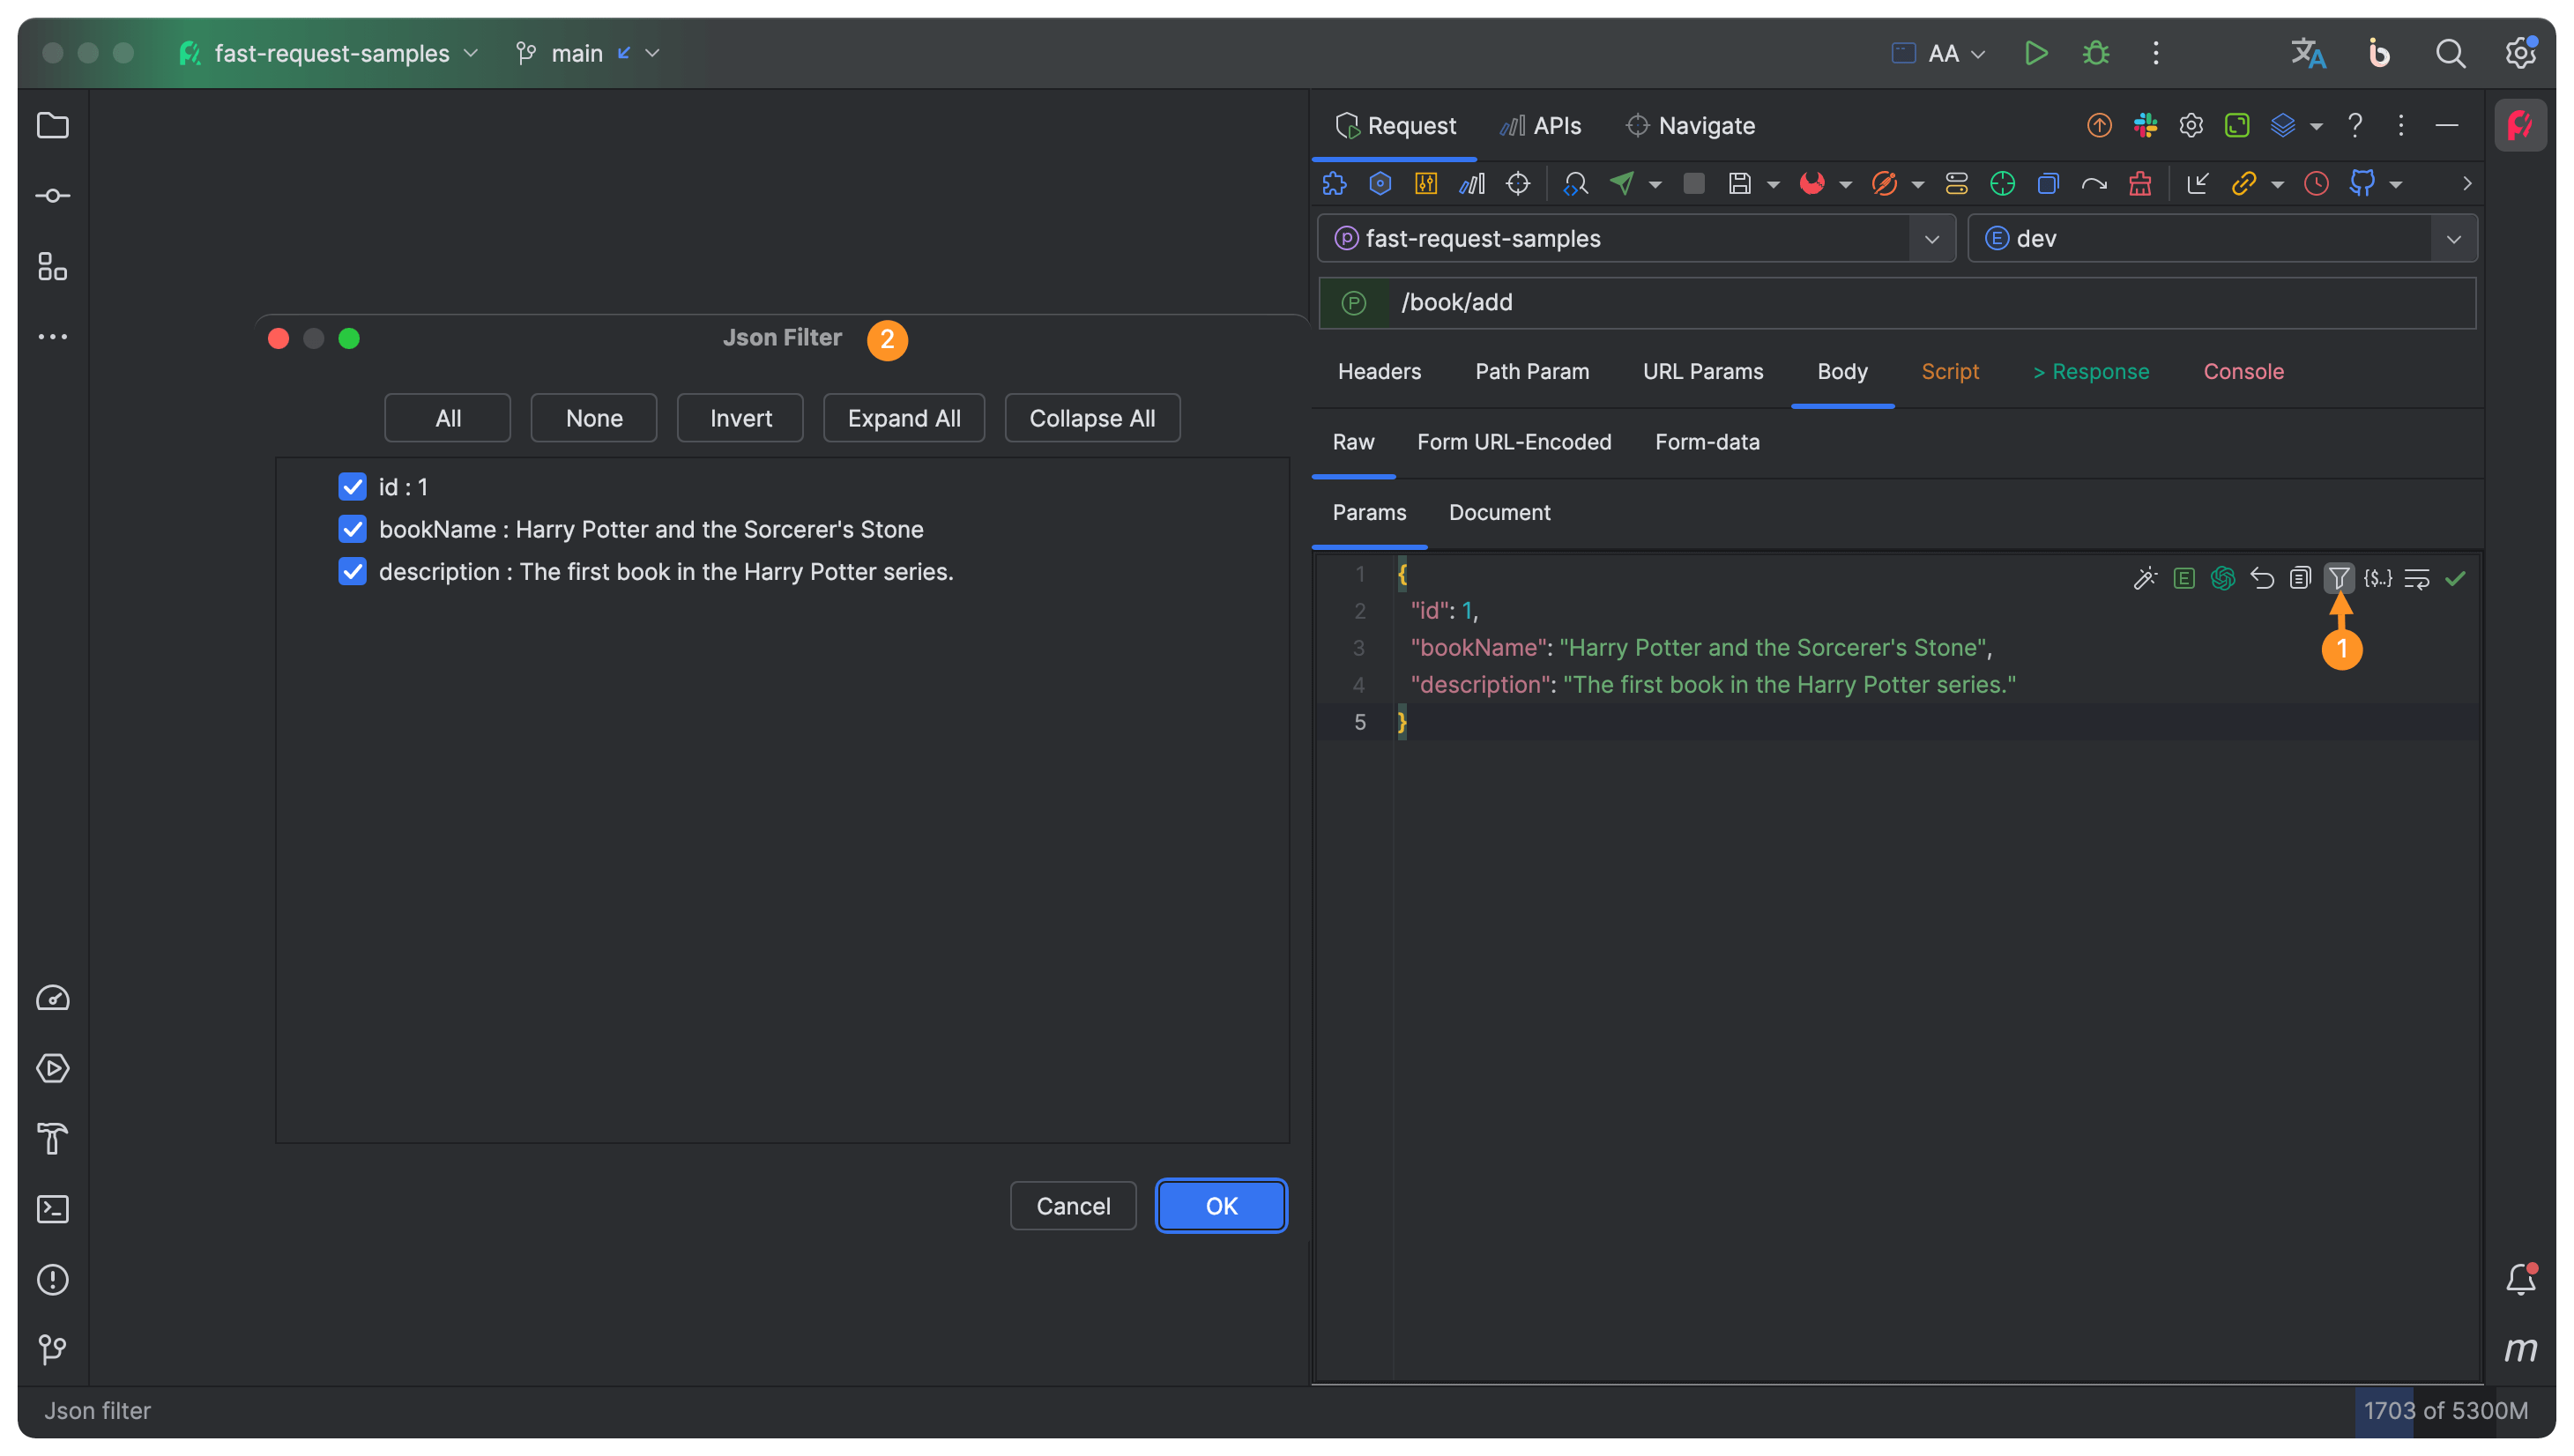 fast-request-samples
main
AA
Request
APIs
Navigate
fast-request-samples
E dev
P /book/add
Json Filter 2
All
None
Invert
Expand All
Collapse All
id : 1
bookName : Harry Potter and the Sorcerer's Stone
description : The first book in the Harry Potter series.
Cancel
OK
Headers
Path Param
URL Params
Body
Script
> Response
Console
Raw
Form URL-Encoded
Form-data
Params
Document
1 {
2 "id": 1,
3 "bookName": "Harry Potter and the Sorcerer's Stone",
4 "description": "The first book in the Harry Potter series."
5 }
E
{$..}
1
m
Json filter
1703 of 5300M